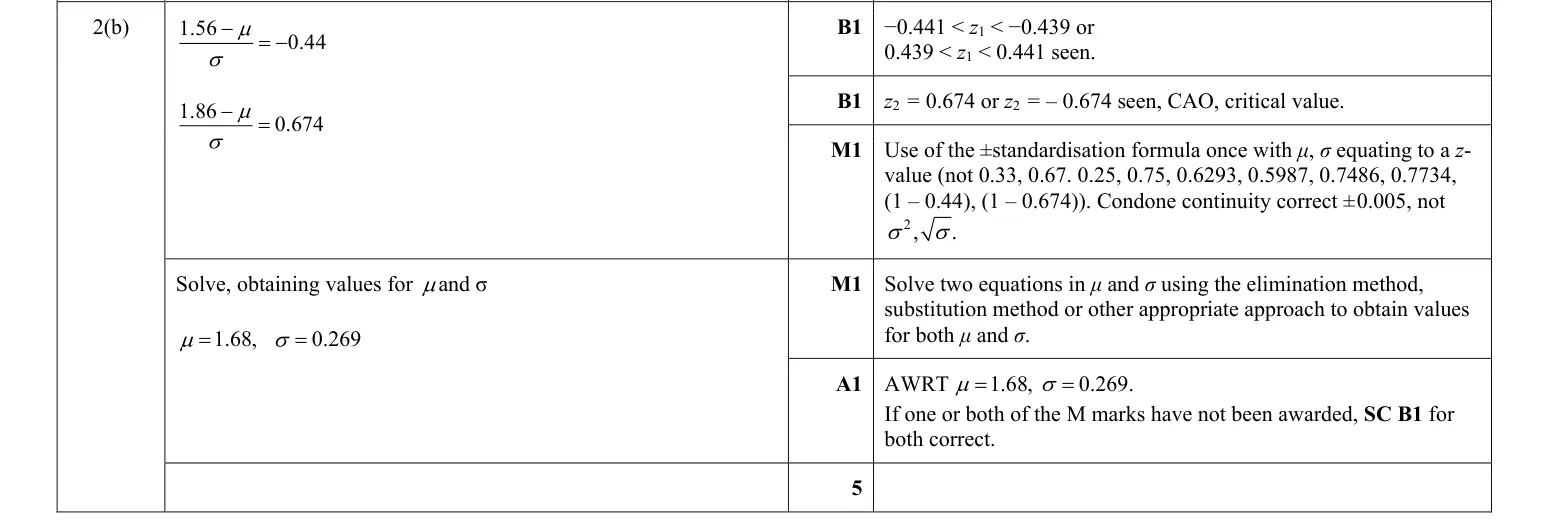 2(b)
1.56 − μ
σ
= −0.44
1.86 − μ
σ
= 0.674
B1
−0.441 < z₁ < −0.439 or
0.439 < z₁ < 0.441 seen.
B1
z₂ = 0.674 or z₂ = – 0.674 seen, CAO, critical value.
M1
Use of the ±standardisation formula once with μ, σ equating to a z-
value (not 0.33, 0.67. 0.25, 0.75, 0.6293, 0.5987, 0.7486, 0.7734,
(1 – 0.44), (1 – 0.674)). Condone continuity correct ±0.005, not
σ², √σ.
Solve, obtaining values for μ and σ
μ = 1.68, σ = 0.269
M1
Solve two equations in μ and σ using the elimination method,
substitution method or other appropriate approach to obtain values
for both μ and σ.
A1
AWRT μ = 1.68, σ = 0.269.
If one or both of the M marks have not been awarded, SC B1 for
both correct.
5